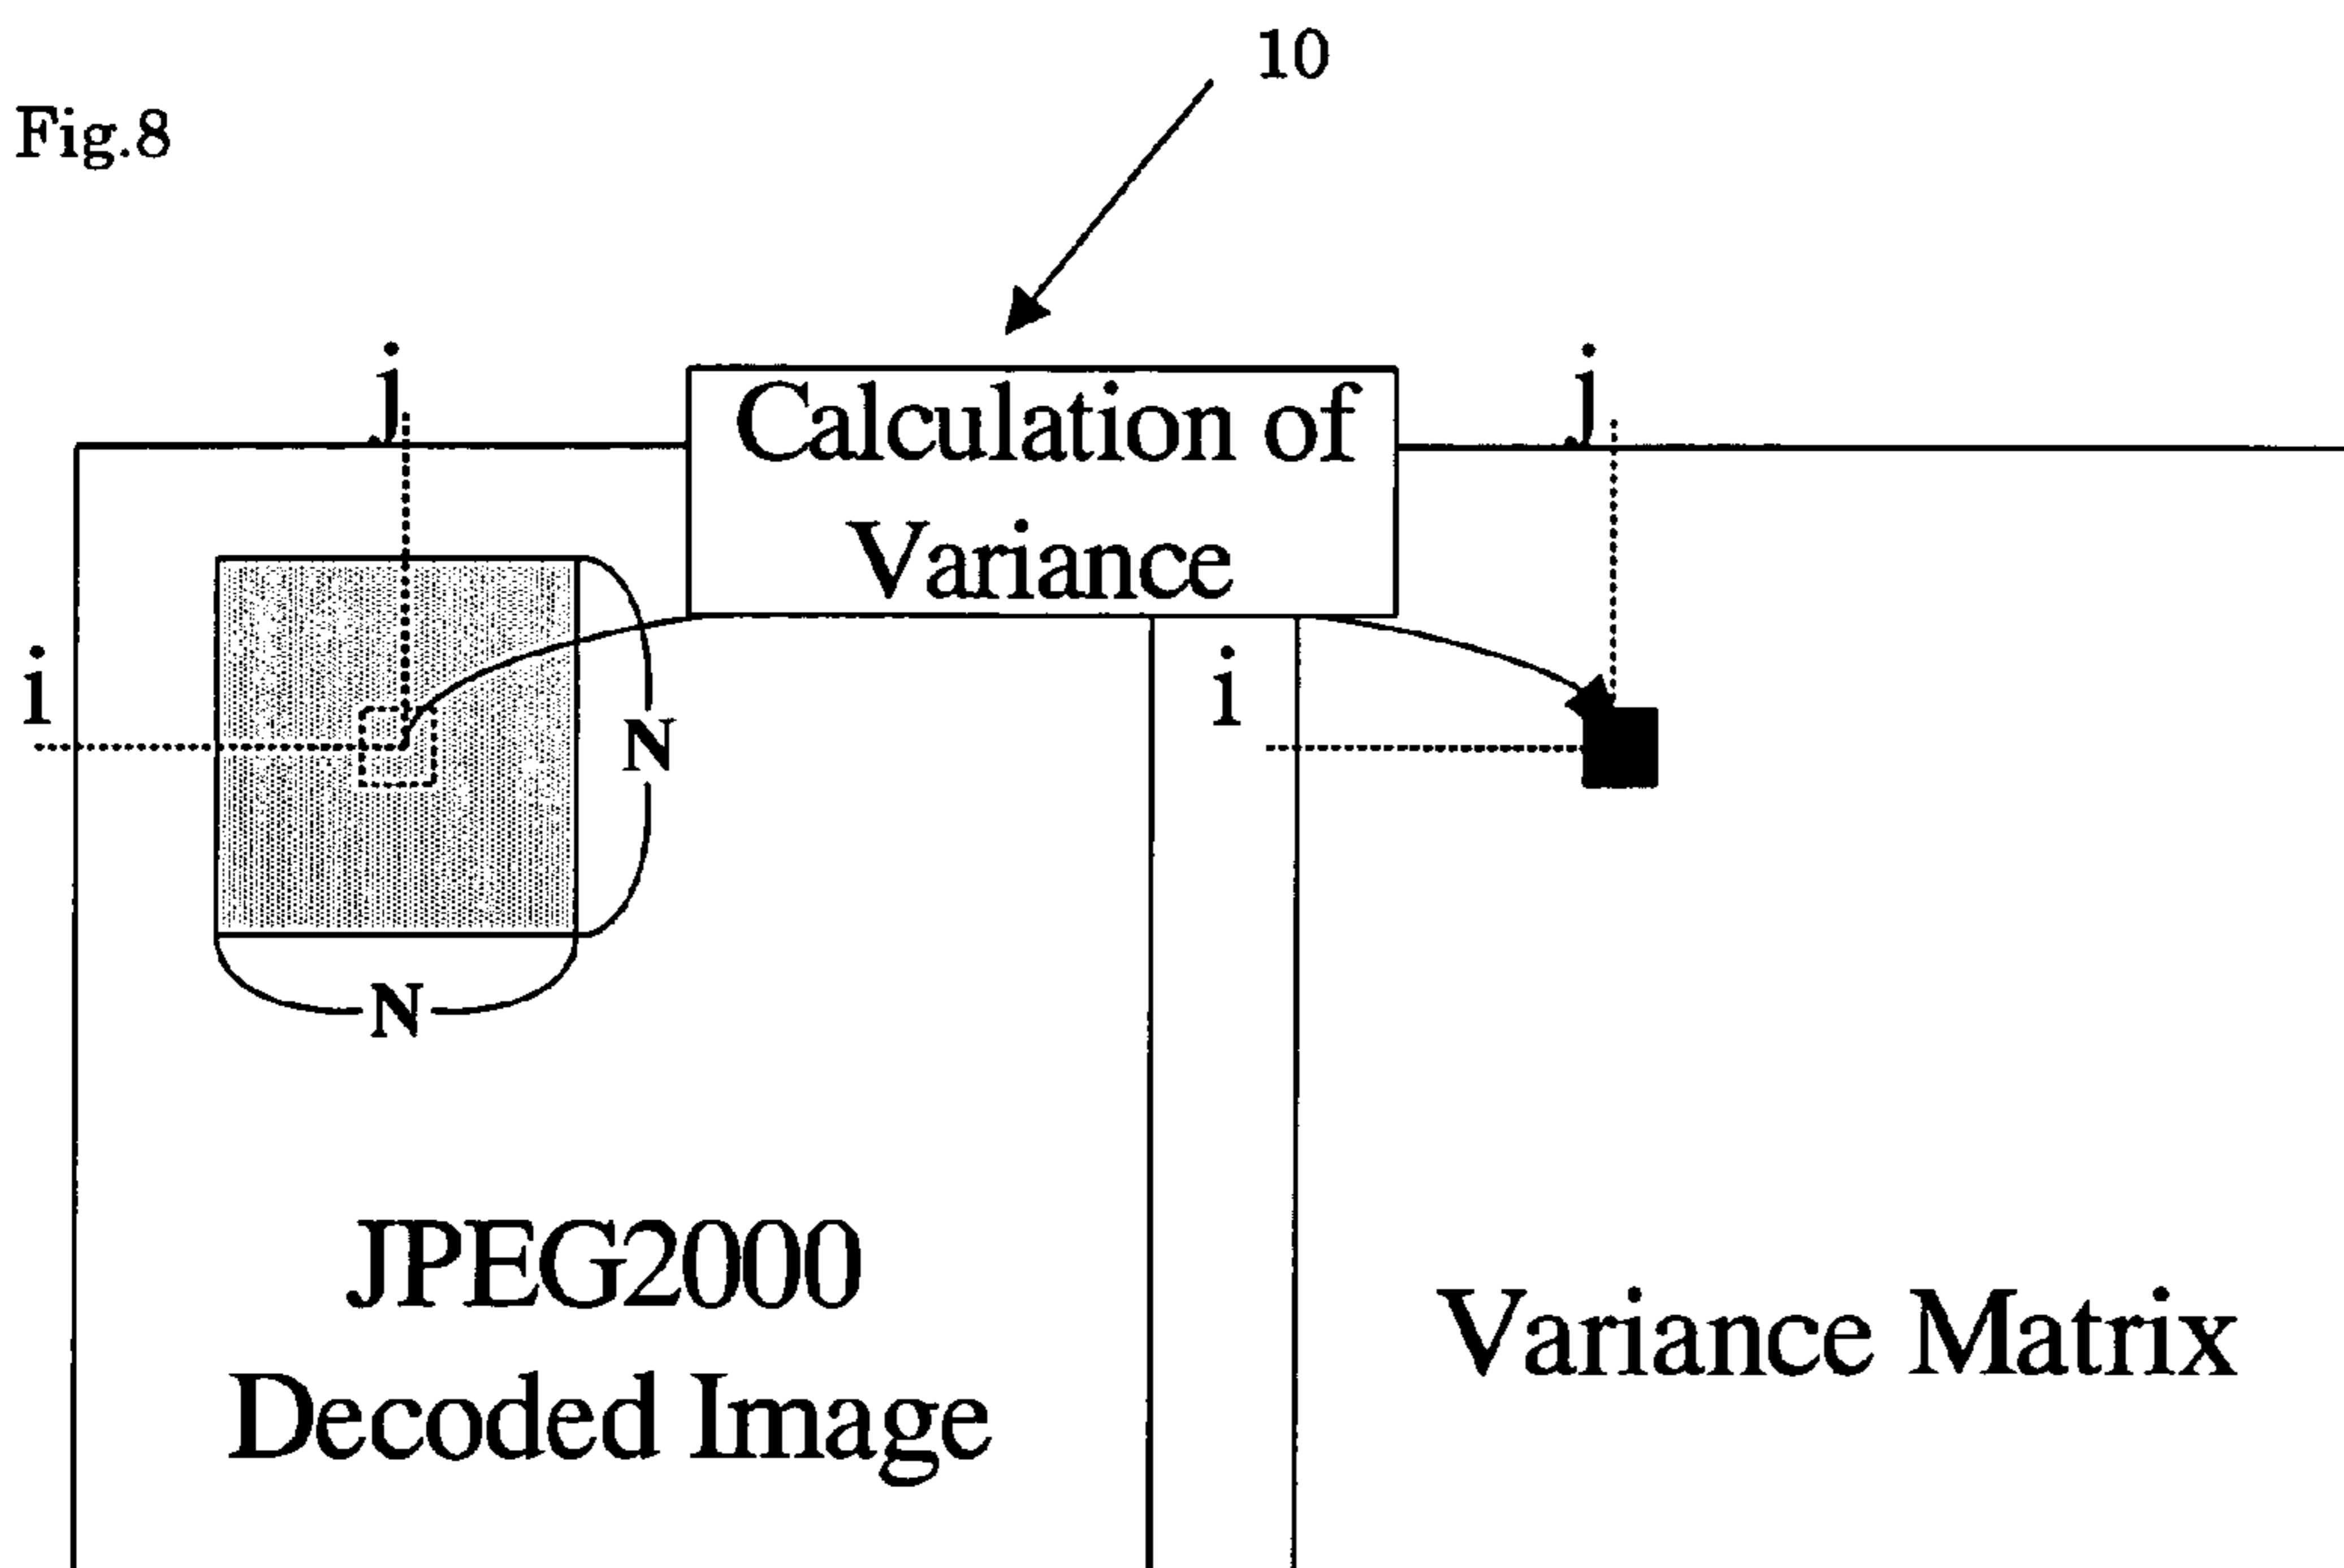 10
Fig.8
j
j
Calculation of
Variance
i
i
N
N
JPEG2000
Decoded Image
Variance Matrix